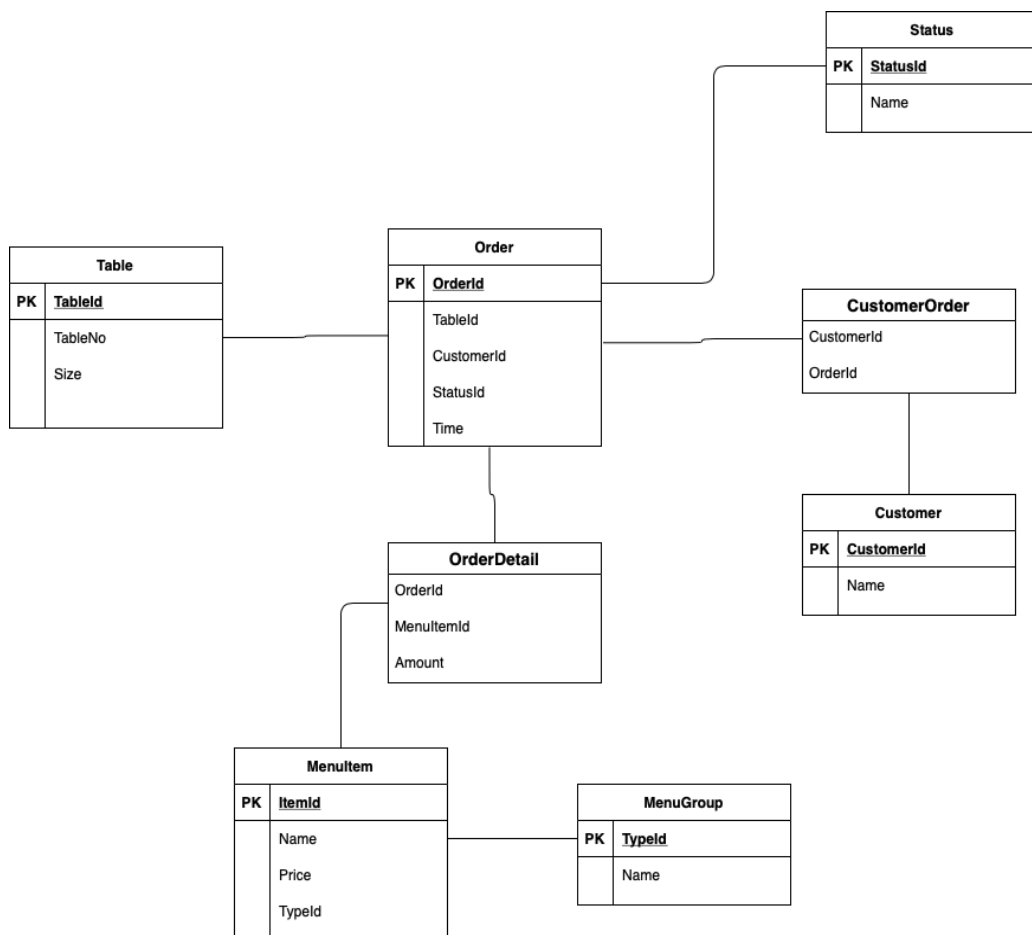 Status
PK StatusId
Name
Table
PK TableId
TableNo
Size
Order
PK OrderId
TableId
CustomerId
StatusId
Time
CustomerOrder
CustomerId
OrderId
Customer
PK CustomerId
Name
OrderDetail
OrderId
MenuItemId
Amount
MenuItem
PK ItemId
Name
Price
TypeId
MenuGroup
PK TypeId
Name